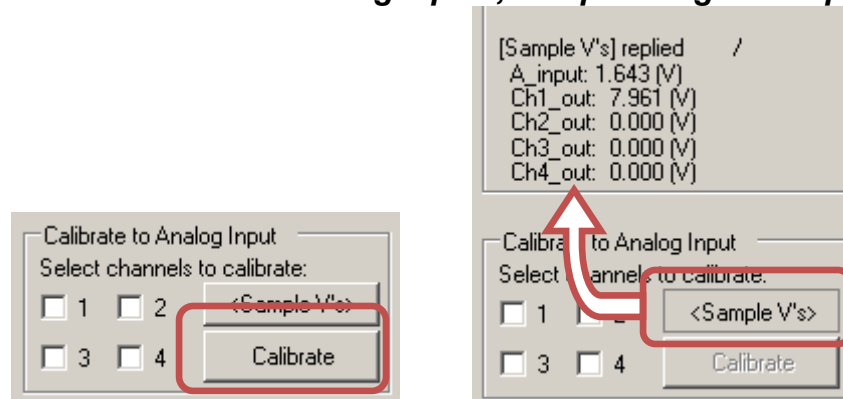 [Sample V's] replied /
A_input: 1.643 (V)
Ch1_out: 7.961 (V)
Ch2_out: 0.000 (V)
Ch3_out: 0.000 (V)
Ch4_out: 0.000 (V)
Calibrate to Analog Input
Select channels to calibrate:
1 2 <Sample V's>
3 4 Calibrate
to Analog Input
Select to calibrate:
1 <Sample V's>
3 4 Calibrate